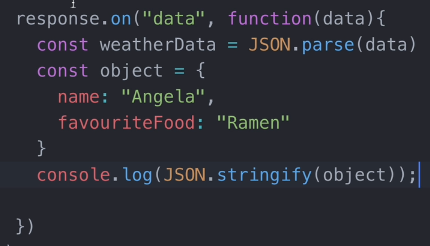 response.on("data", function(data){
const weatherData = JSON.parse(data)
const object = {
name: "Angela",
favouriteFood: "Ramen"
}
console.log(JSON.stringify(object));
})